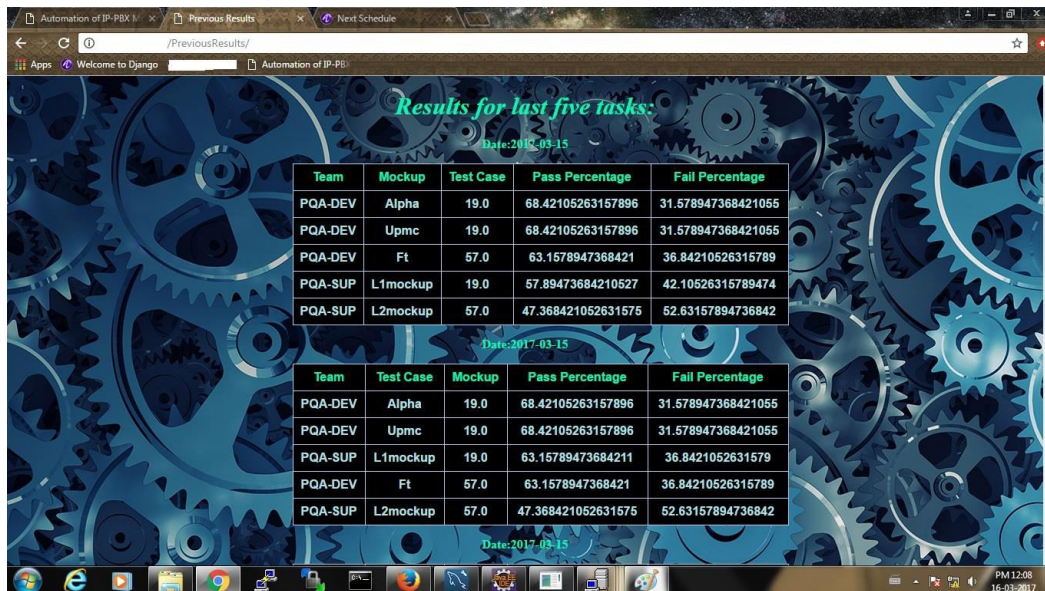 Automation of IP-PBX M
Previous Results
Next Schedule
/PreviousResults/
Apps
Welcome to Django
Automation of IP-PBX
Results for last five tasks:
Date:2017-03-15
Team Mockup Test Case Pass Percentage Fail Percentage
PQA-DEV Alpha 19.0 68.42105263157896 31.578947368421055
PQA-DEV Upmc 19.0 68.42105263157896 31.578947368421055
PQA-DEV Ft 57.0 63.1578947368421 36.84210526315789
PQA-SUP L1mockup 19.0 57.89473684210527 42.10526315789474
PQA-SUP L2mockup 57.0 47.368421052631575 52.63157894736842
Date:2017-03-15
Team Test Case Mockup Pass Percentage Fail Percentage
PQA-DEV Alpha 19.0 68.42105263157896 31.578947368421055
PQA-DEV Upmc 19.0 68.42105263157896 31.578947368421055
PQA-SUP L1mockup 19.0 63.15789473684211 36.8421052631579
PQA-DEV Ft 57.0 63.1578947368421 36.84210526315789
PQA-SUP L2mockup 57.0 47.368421052631575 52.63157894736842
Date:2017-03-15
PM 12:08
16-03-2017